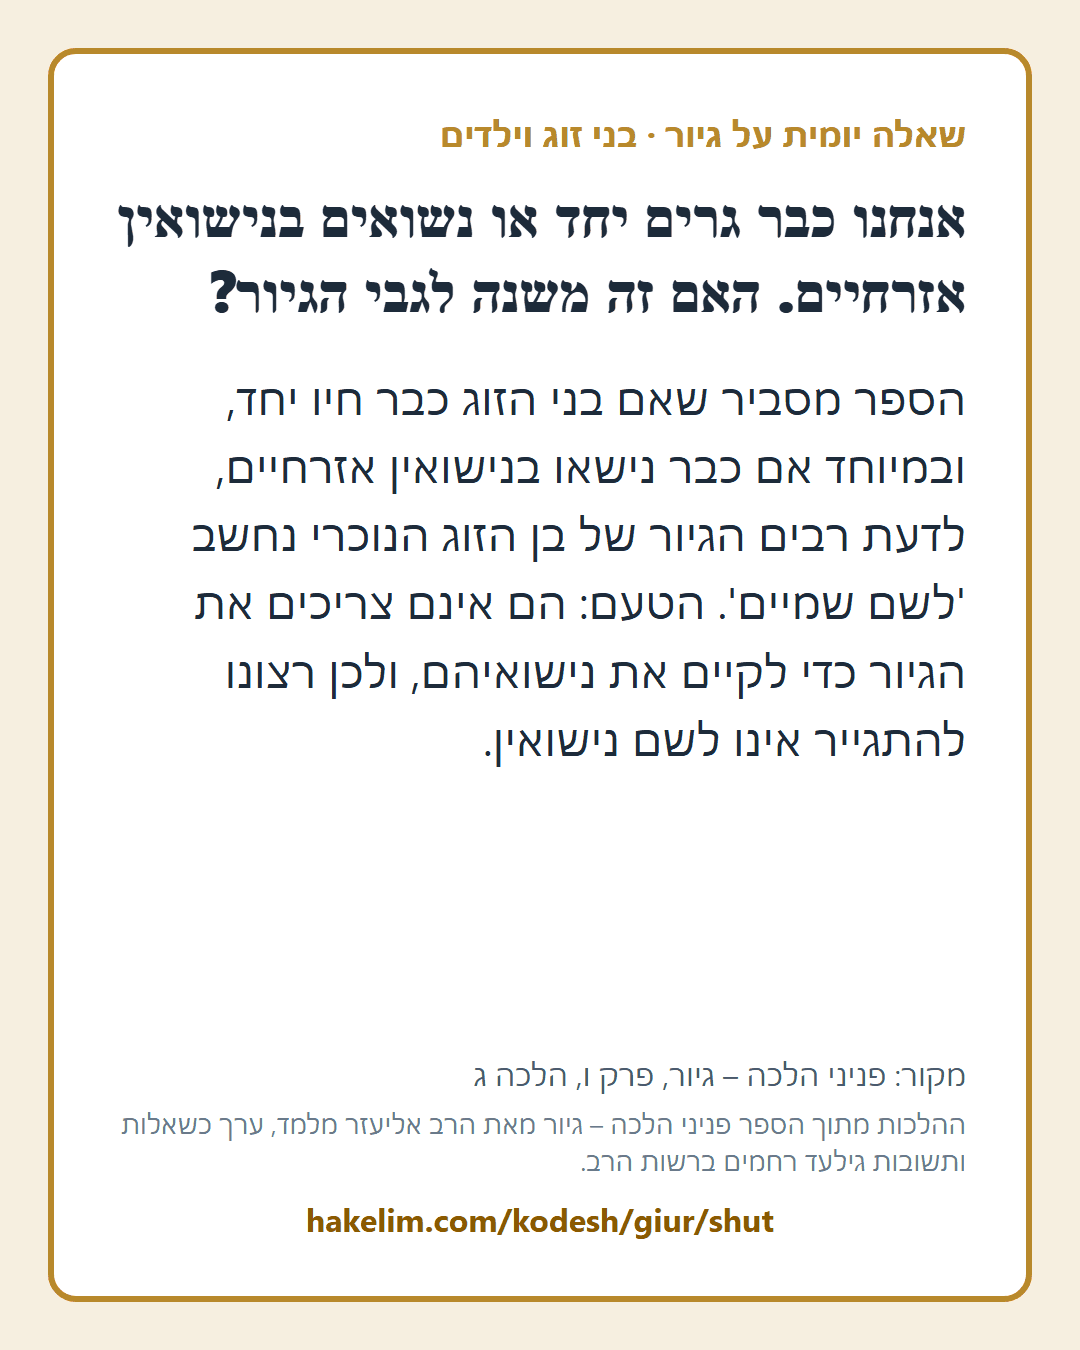 שאלה יומית על גיור · בני זוג וילדים
אנחנו כבר גרים יחד או נשואים בנישואין
אזרחיים. האם זה משנה לגבי הגיור?
הספר מסביר שאם בני הזוג כבר חיו יחד,
ובמיוחד אם כבר נישאו בנישואין אזרחיים,
לדעת רבים הגיור של בן הזוג הנוכרי נחשב
'לשם שמיים'. הטעם: הם אינם צריכים את
הגיור כדי לקיים את נישואיהם, ולכן רצונו
להתגייר אינו לשם נישואין.
מקור: פניני הלכה – גיור, פרק ו, הלכה ג
ההלכות מתוך הספר פניני הלכה – גיור מאת הרב אליעזר מלמד, ערך כשאלות
ותשובות גילעד רחמים ברשות הרב.
hakelim.com/kodesh/giur/shut